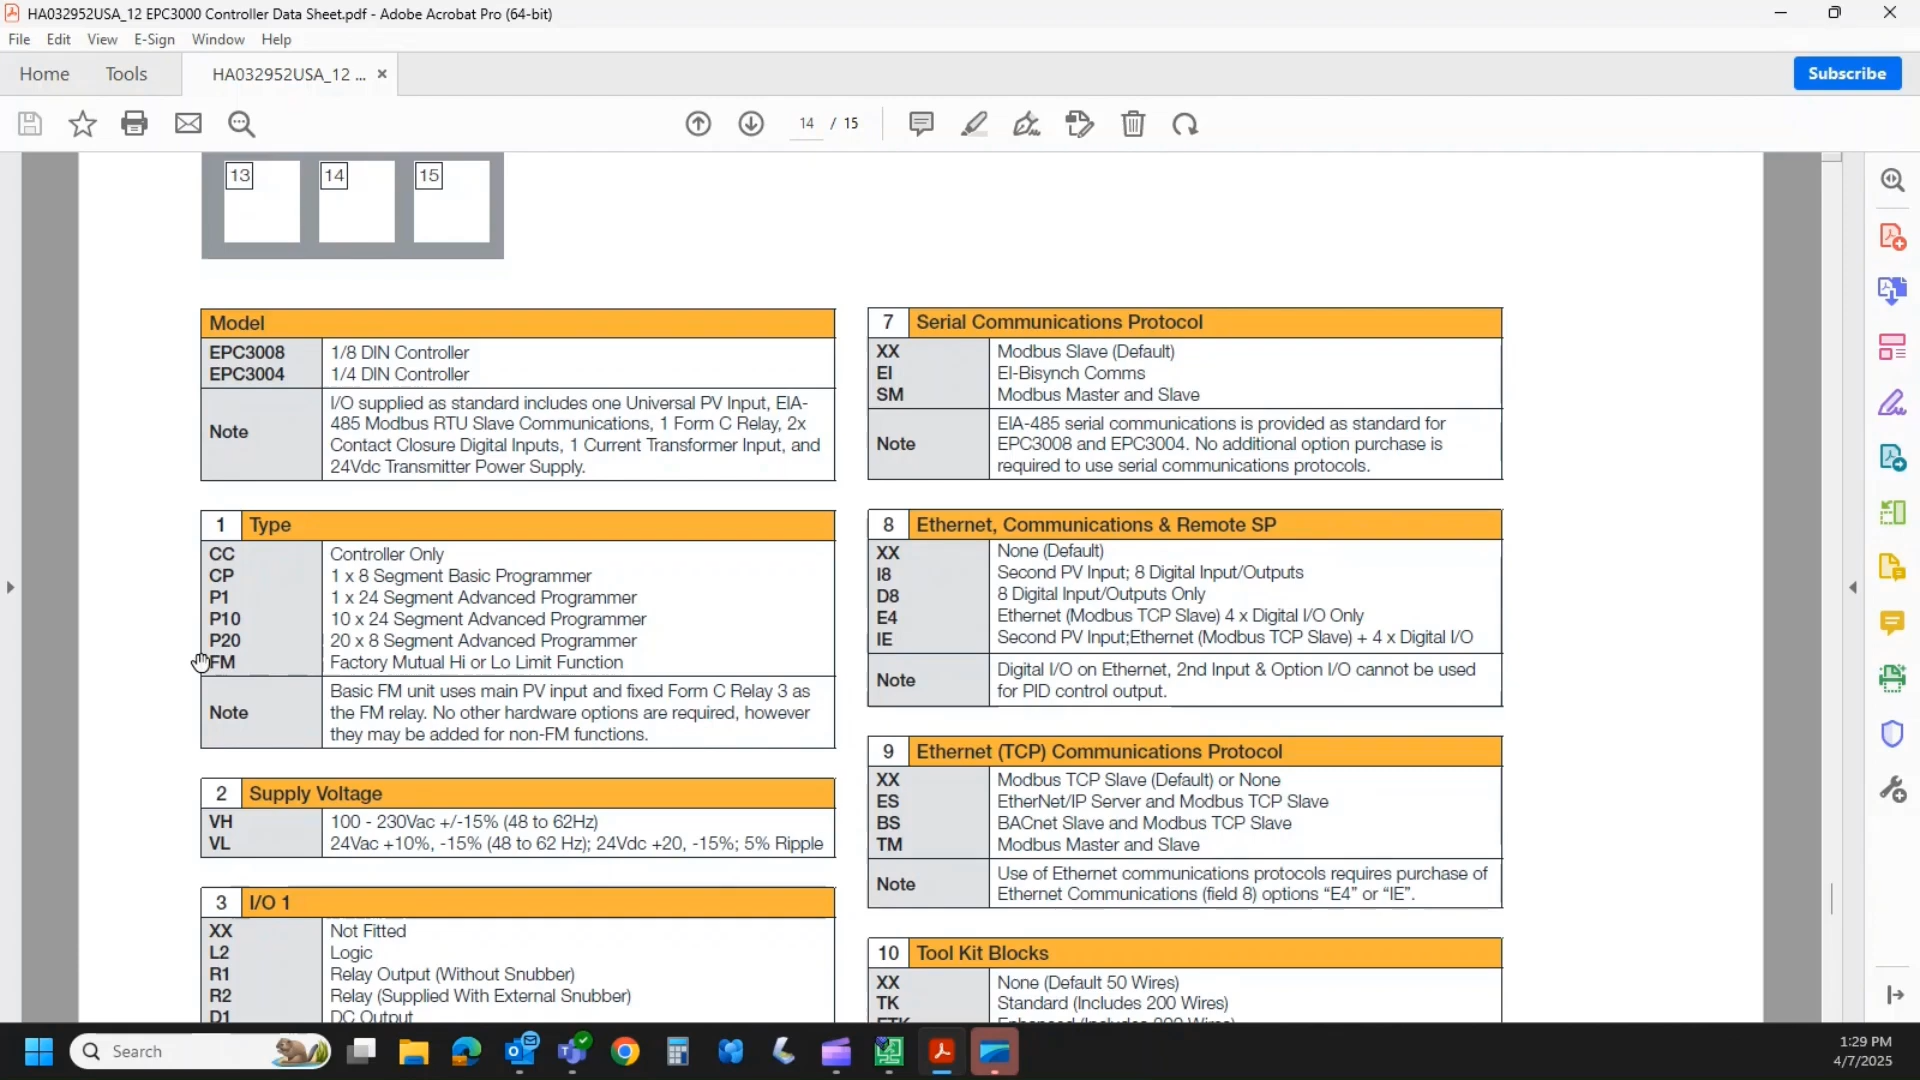 HA032952USA_12 EPC3000 Controller Data Sheet.pdf - Adobe Acrobat Pro (64-bit)
File Edit View E-Sign Window Help
Home Tools HA032952USA_12 ... × Subscribe
14 / 15
13 14 15
Model
EPC3008 1/8 DIN Controller
EPC3004 1/4 DIN Controller
Note I/O supplied as standard includes one Universal PV Input, EIA-
485 Modbus RTU Slave Communications, 1 Form C Relay, 2x
Contact Closure Digital Inputs, 1 Current Transformer Input, and
24Vdc Transmitter Power Supply.
1 Type
CC Controller Only
CP 1 x 8 Segment Basic Programmer
P1 1 x 24 Segment Advanced Programmer
P10 10 x 24 Segment Advanced Programmer
P20 20 x 8 Segment Advanced Programmer
FM Factory Mutual Hi or Lo Limit Function
Note Basic FM unit uses main PV input and fixed Form C Relay 3 as
the FM relay. No other hardware options are required, however
they may be added for non-FM functions.
2 Supply Voltage
VH 100 - 230Vac +/-15% (48 to 62Hz)
VL 24Vac +10%, -15% (48 to 62 Hz); 24Vdc +20, -15%; 5% Ripple
3 I/O 1
XX Not Fitted
L2 Logic
R1 Relay Output (Without Snubber)
R2 Relay (Supplied With External Snubber)
D1 DC Output
7 Serial Communications Protocol
XX Modbus Slave (Default)
EI EI-Bisynch Comms
SM Modbus Master and Slave
Note EIA-485 serial communications is provided as standard for
EPC3008 and EPC3004. No additional option purchase is
required to use serial communications protocols.
8 Ethernet, Communications & Remote SP
XX None (Default)
I8 Second PV Input; 8 Digital Input/Outputs
D8 8 Digital Input/Outputs Only
E4 Ethernet (Modbus TCP Slave) 4 x Digital I/O Only
IE Second PV Input;Ethernet (Modbus TCP Slave) + 4 x Digital I/O
Note Digital I/O on Ethernet, 2nd Input & Option I/O cannot be used
for PID control output.
9 Ethernet (TCP) Communications Protocol
XX Modbus TCP Slave (Default) or None
ES EtherNet/IP Server and Modbus TCP Slave
BS BACnet Slave and Modbus TCP Slave
TM Modbus Master and Slave
Note Use of Ethernet communications protocols requires purchase of
Ethernet Communications (field 8) options “E4” or “IE”.
10 Tool Kit Blocks
XX None (Default 50 Wires)
TK Standard (Includes 200 Wires)
Search
1:29 PM
4/7/2025